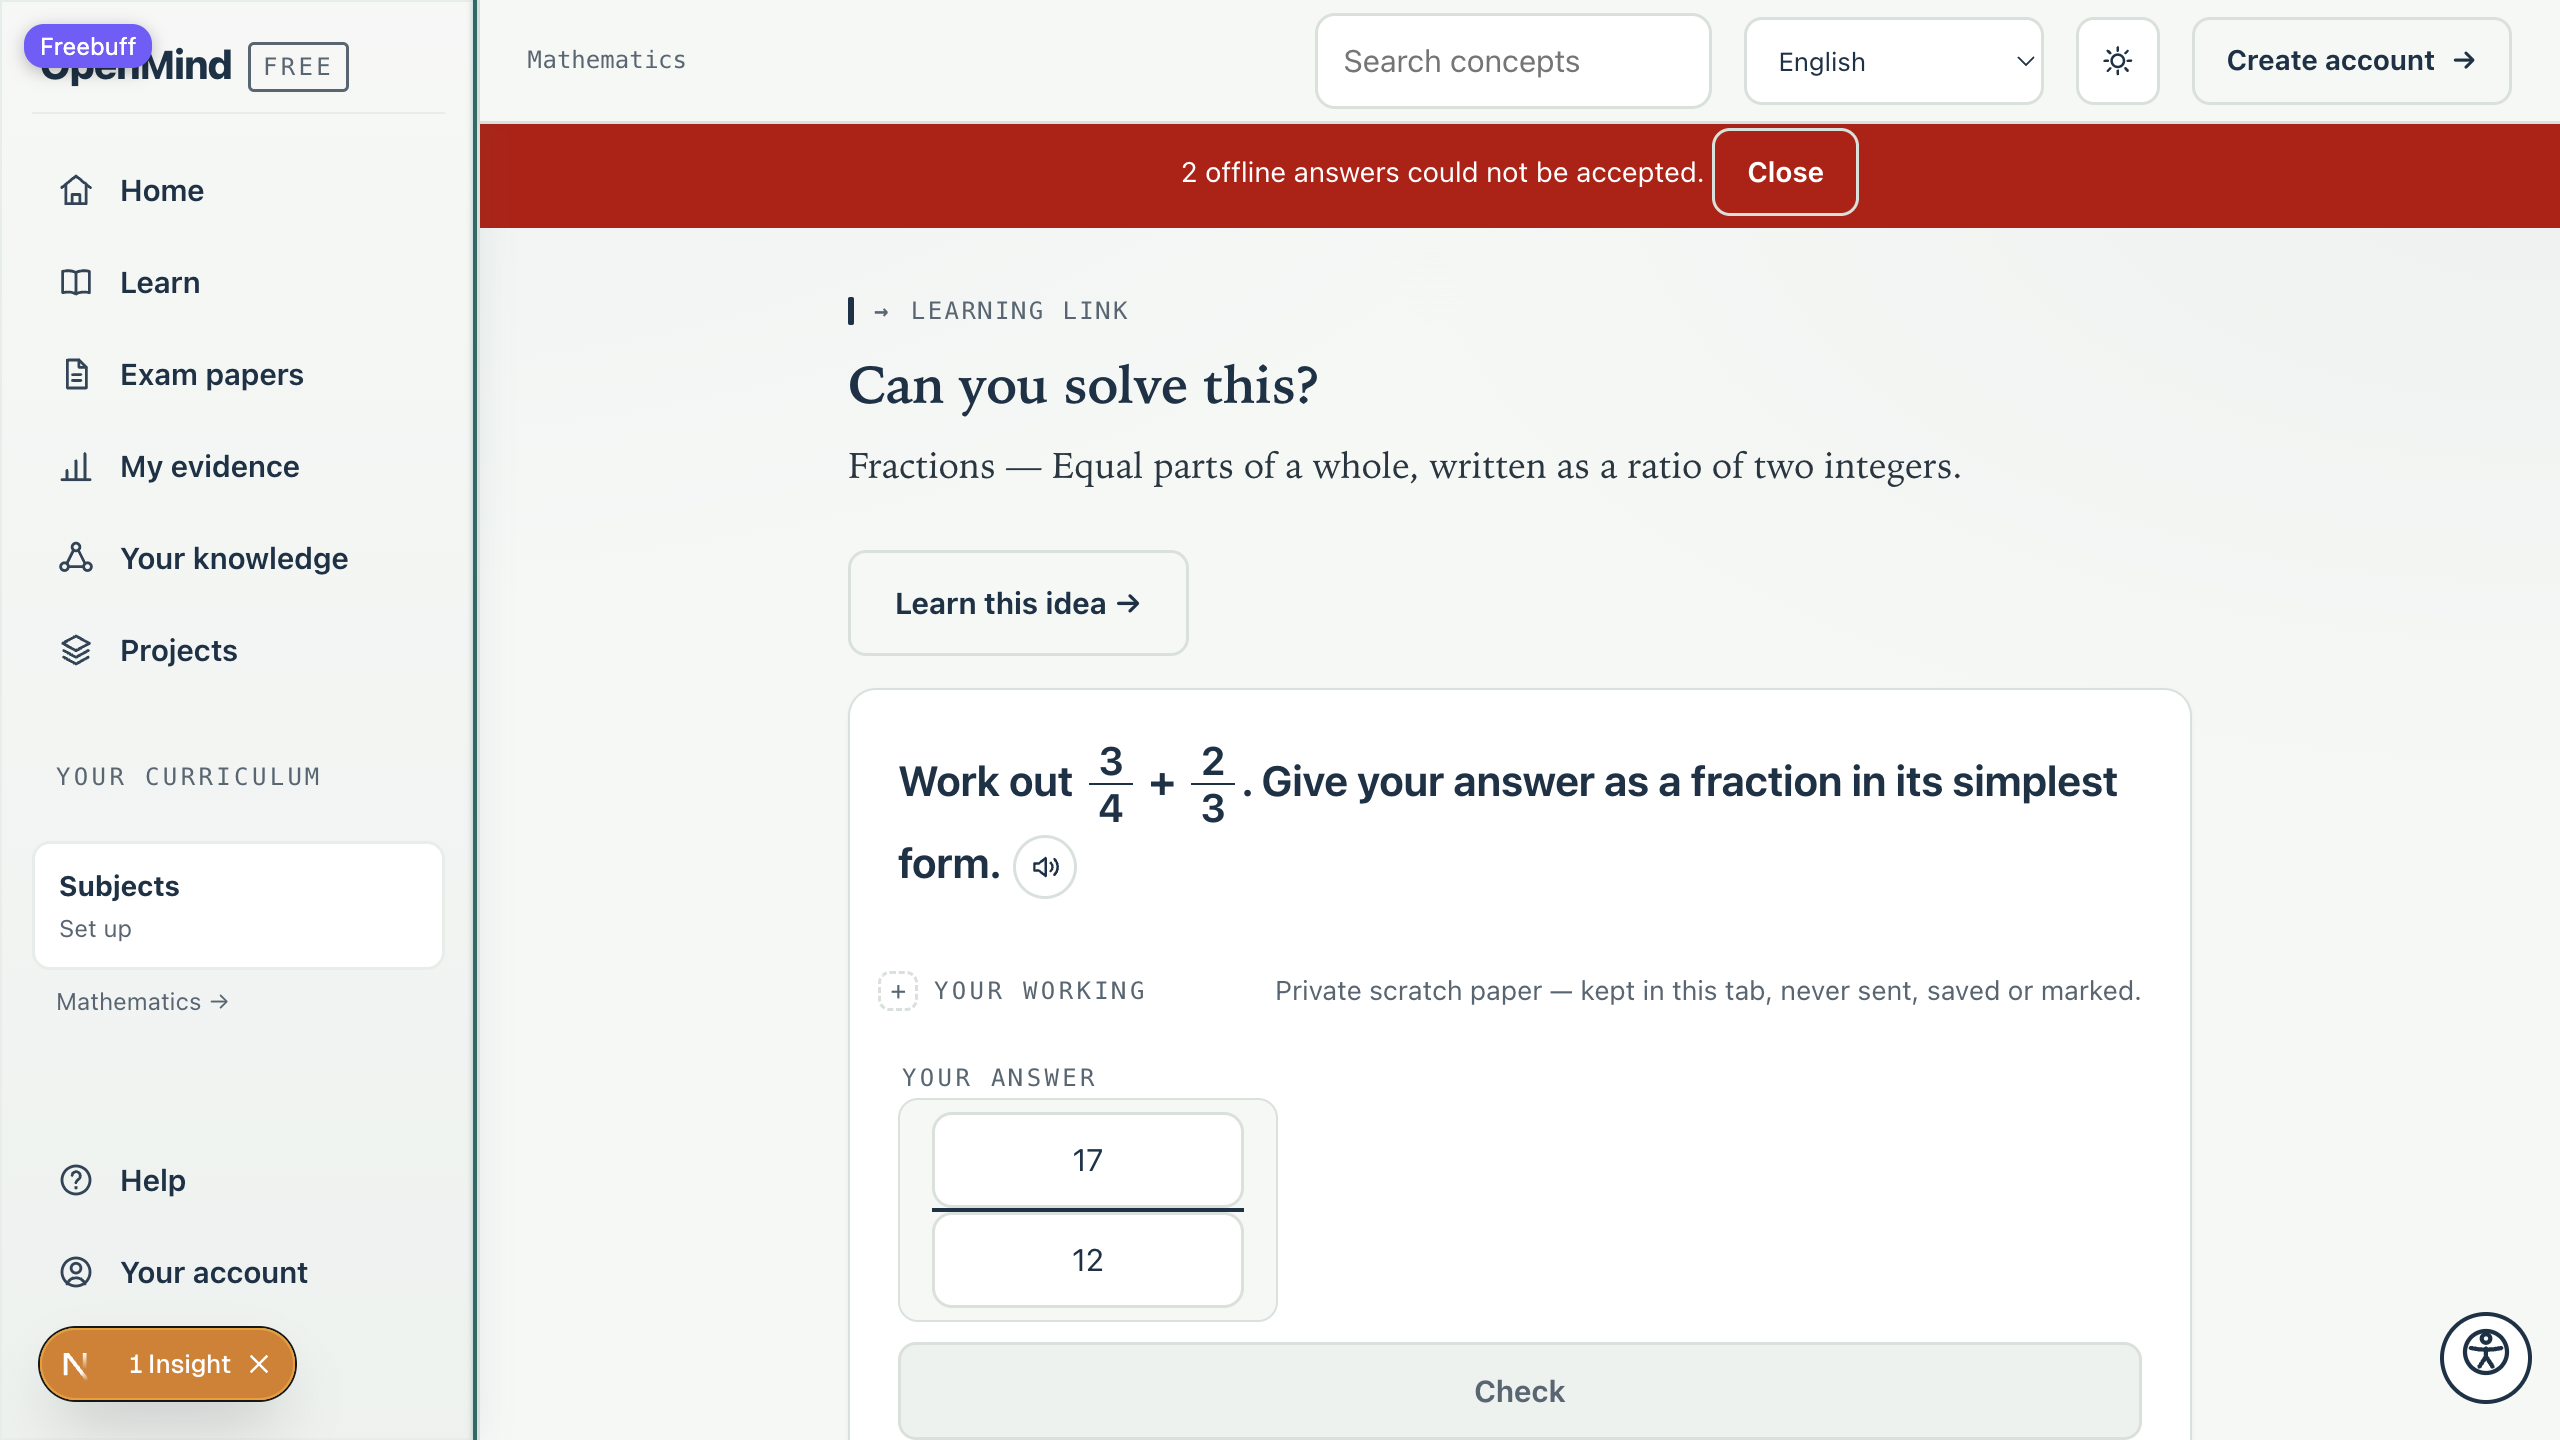 Freebuff
OpenMind FREE
Home
Learn
Exam papers
My evidence
Your knowledge
Projects
YOUR CURRICULUM
Subjects
Set up
Mathematics →
Help
Your account
N 1 Insight ×
Mathematics
Search concepts
English
Create account →
2 offline answers could not be accepted. Close
→ LEARNING LINK
Can you solve this?
Fractions — Equal parts of a whole, written as a ratio of two integers.
Learn this idea →
Work out 3/4 + 2/3. Give your answer as a fraction in its simplest
form.
+ YOUR WORKING Private scratch paper — kept in this tab, never sent, saved or marked.
YOUR ANSWER
17
12
Check